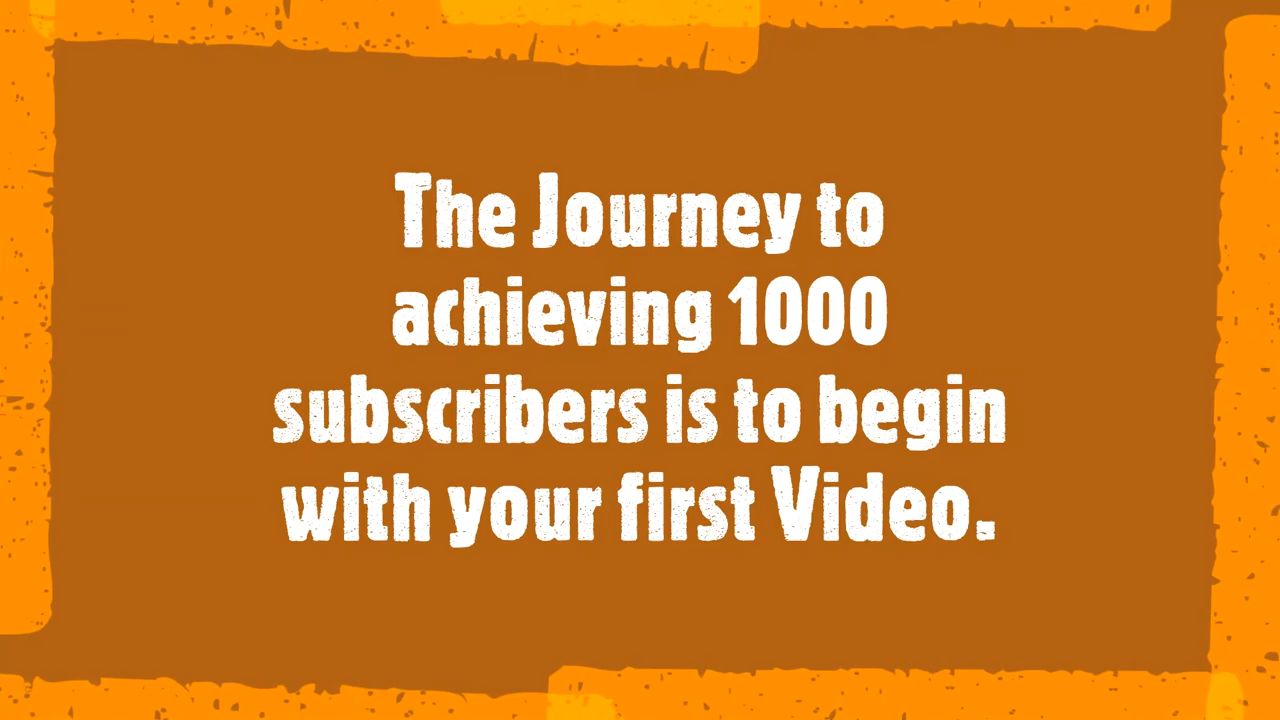 The Journey to
achieving 1000
subscribers is to begin
with your first Video.